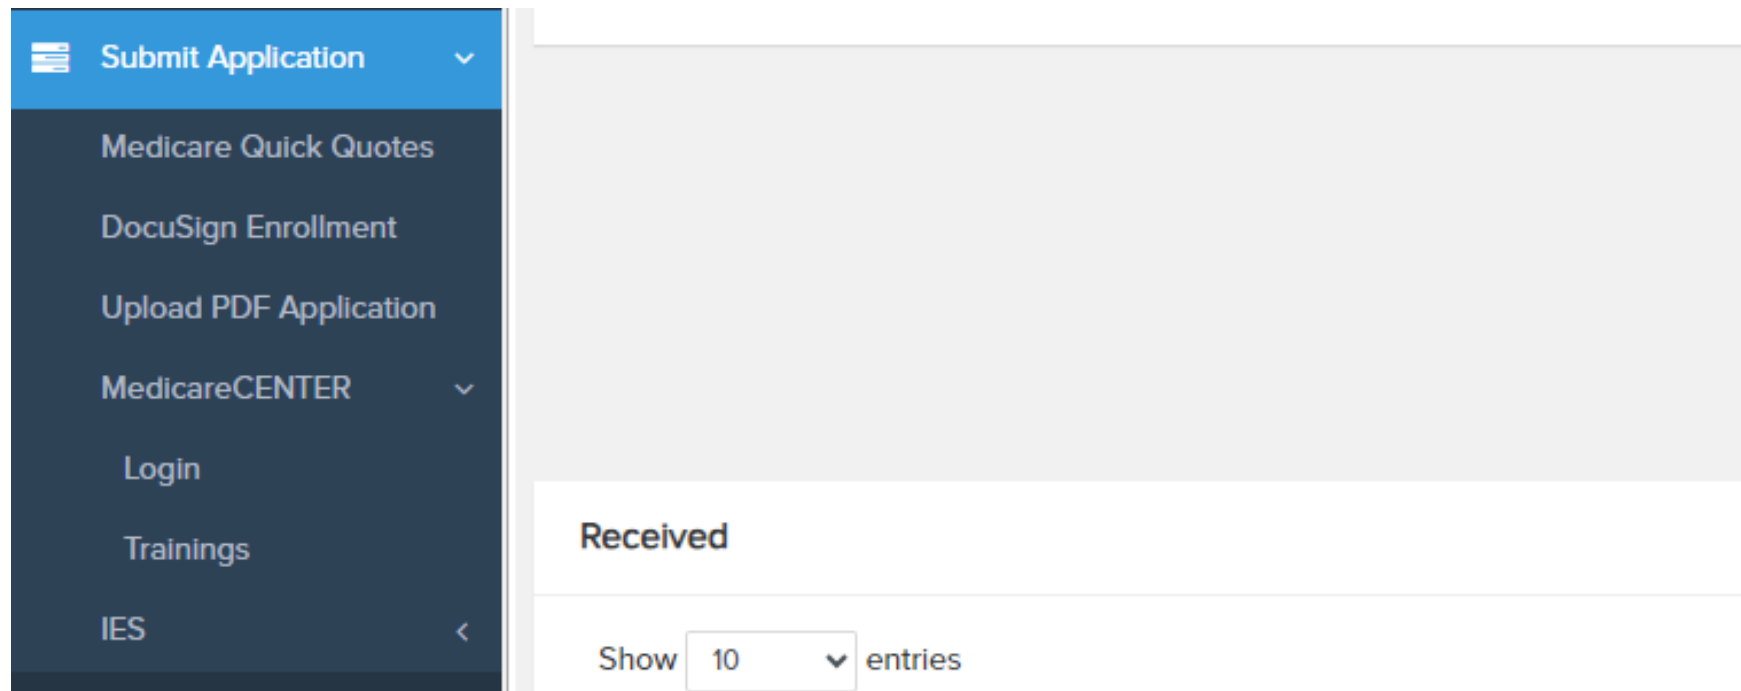 Submit Application
Medicare Quick Quotes
DocuSign Enrollment
Upload PDF Application
MedicareCENTER
Login
Trainings
IES
Received
Show 10 entries